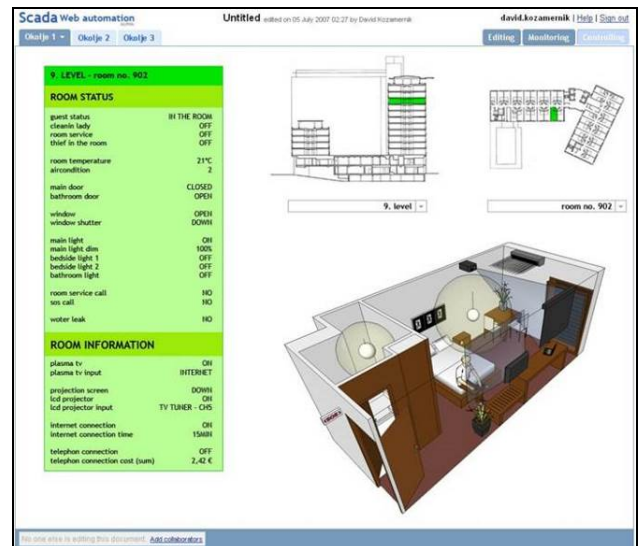 Scada Web automation
Untitled edited on 05 July 2007 02:27 by David Kozamernik
david.kozamernik | Help | Sign out
Okolje 1 Okolje 2 Okolje 3
Editing Monitoring Controlling
9. LEVEL - room no. 902
ROOM STATUS
guest status IN THE ROOM
cleanin lady OFF
room service OFF
thief in the room OFF
room temperature 21°C
aircondition 2
main door CLOSED
bathroom door OPEN
window OPEN
window shutter DOWN
main light ON
main light dim 100%
bedside light 1 OFF
bedside light 2 OFF
bathroom light OFF
room service call NO
sos call NO
woter leak NO
ROOM INFORMATION
plasma tv ON
plasma tv input INTERNET
projection screen DOWN
lcd projector ON
lcd projector input TV TUNER - CH5
internet connection ON
internet connection time 15MIN
telephon connection OFF
telephon connection cost (sum) 2,42 €
9. level
room no. 902
No one else is editing this document. Add collaborators